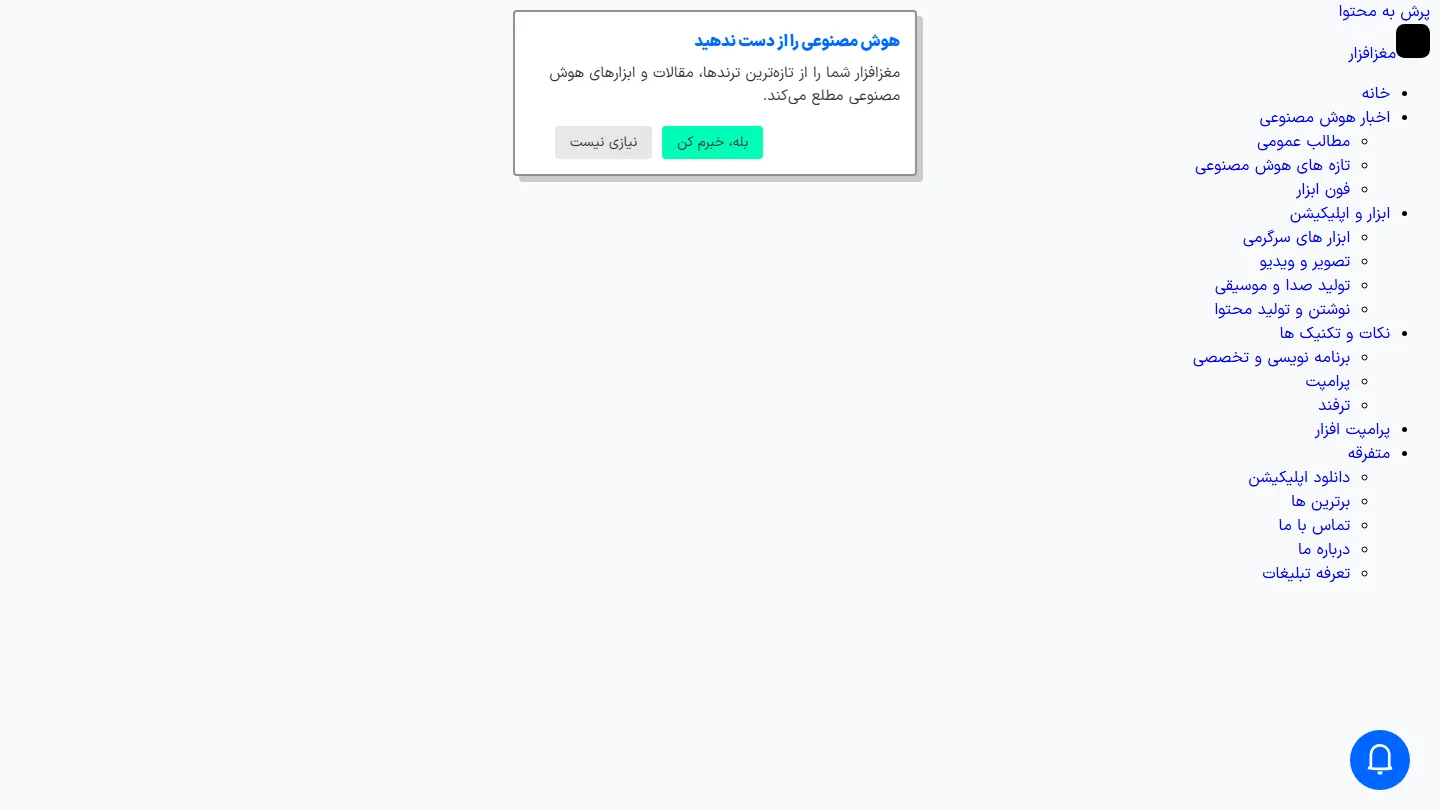 پرش به محتوا
مغزافزار
خانه
اخبار هوش مصنوعی
مطالب عمومی
تازه های هوش مصنوعی
فون ابزار
ابزار و اپلیکیشن
ابزار های سرگرمی
تصویر و ویدیو
تولید صدا و موسیقی
نوشتن و تولید محتوا
نکات و تکنیک ها
برنامه نویسی و تخصصی
پرامپت
ترفند
پرامپت افزار
متفرقه
دانلود اپلیکیشن
برترین ها
تماس با ما
درباره ما
تعرفه تبلیغات
هوش مصنوعی را از دست ندهید
مغزافزار شما را از تازه‌ترین ترندها، مقالات و ابزارهای هوش
مصنوعی مطلع می‌کند.
بله، خبرم کن
نیازی نیست